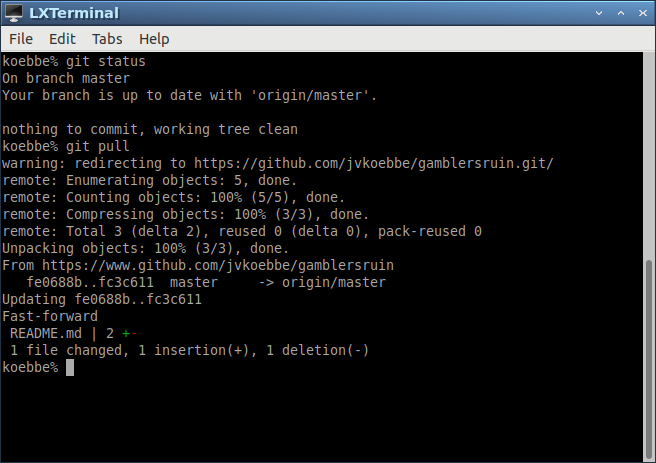 LXTerminal
File Edit Tabs Help
koebbe% git status
On branch master
Your branch is up to date with 'origin/master'.
nothing to commit, working tree clean
koebbe% git pull
warning: redirecting to https://github.com/jvkoebbe/gamblersruin.git/
remote: Enumerating objects: 5, done.
remote: Counting objects: 100% (5/5), done.
remote: Compressing objects: 100% (3/3), done.
remote: Total 3 (delta 2), reused 0 (delta 0), pack-reused 0
Unpacking objects: 100% (3/3), done.
From https://www.github.com/jvkoebbe/gamblersruin
   fe0688b..fc3c611  master     -> origin/master
Updating fe0688b..fc3c611
Fast-forward
 README.md | 2 +-
 1 file changed, 1 insertion(+), 1 deletion(-)
koebbe%